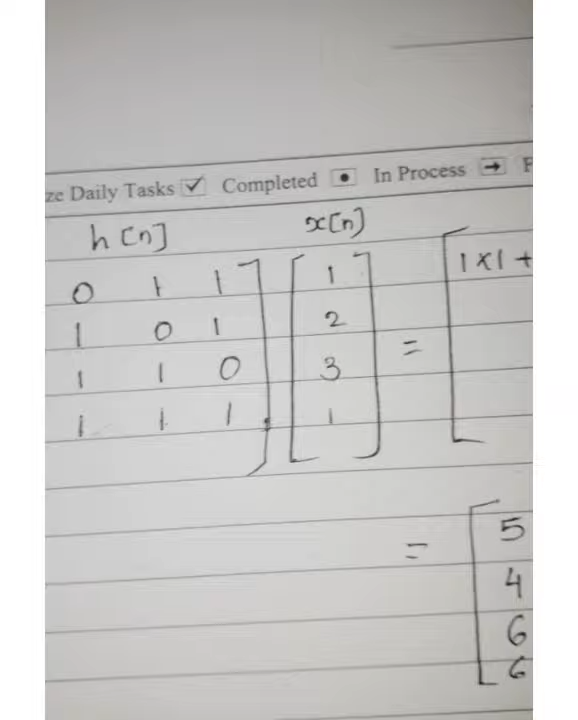 ze Daily Tasks ☑ Completed ▣ In Process → F
h[n] x[n]
0 1 1 1 1×1+
1 0 1 2
1 1 0 3 =
1 1 1 1
= 5
4
6
6